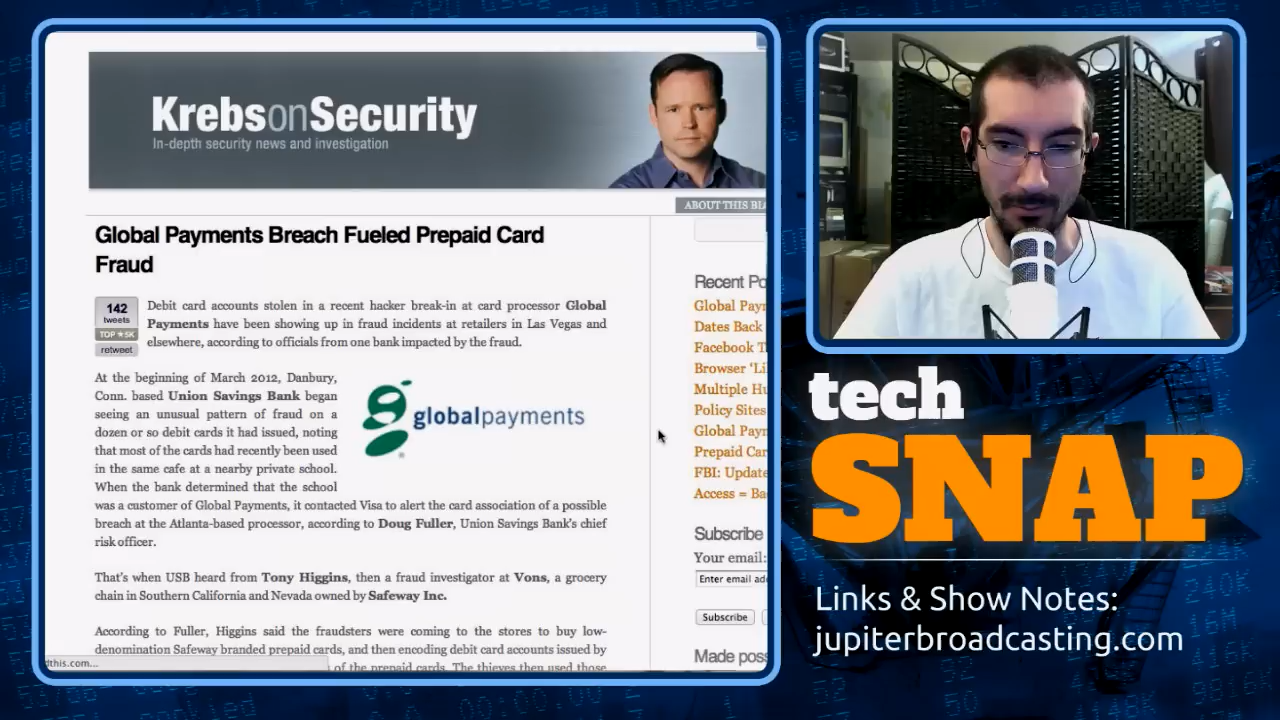 KrebsonSecurity
In-depth security news and investigation
ABOUT THIS BLO
Global Payments Breach Fueled Prepaid Card
Fraud
142
tweets
TOP 5K
retweet
Debit card accounts stolen in a recent hacker break-in at card processor Global
Payments have been showing up in fraud incidents at retailers in Las Vegas and
elsewhere, according to officials from one bank impacted by the fraud.
At the beginning of March 2012, Danbury,
Conn. based Union Savings Bank began
seeing an unusual pattern of fraud on a
dozen or so debit cards it had issued, noting
that most of the cards had recently been used
in the same cafe at a nearby private school.
When the bank determined that the school
was a customer of Global Payments, it contacted Visa to alert the card association of a possible
breach at the Atlanta-based processor, according to Doug Fuller, Union Savings Bank's chief
risk officer.
globalpayments
That's when USB heard from Tony Higgins, then a fraud investigator at Vons, a grocery
chain in Southern California and Nevada owned by Safeway Inc.
According to Fuller, Higgins said the fraudsters were coming to the stores to buy low-
denomination Safeway branded prepaid cards, and then encoding debit card accounts issued by
of the prepaid cards. The thieves then used those
dthis.com...
Recent Po
Global Pay
Dates Back
Facebook T
Browser 'Li
Multiple Hu
Policy Sites
Global Payn
Prepaid Car
FBI: Update
Access = Ba
Subscribe
Your email:
Enter email add
Subscribe
Made poss
tech
SNAP
Links & Show Notes:
jupiterbroadcasting.com